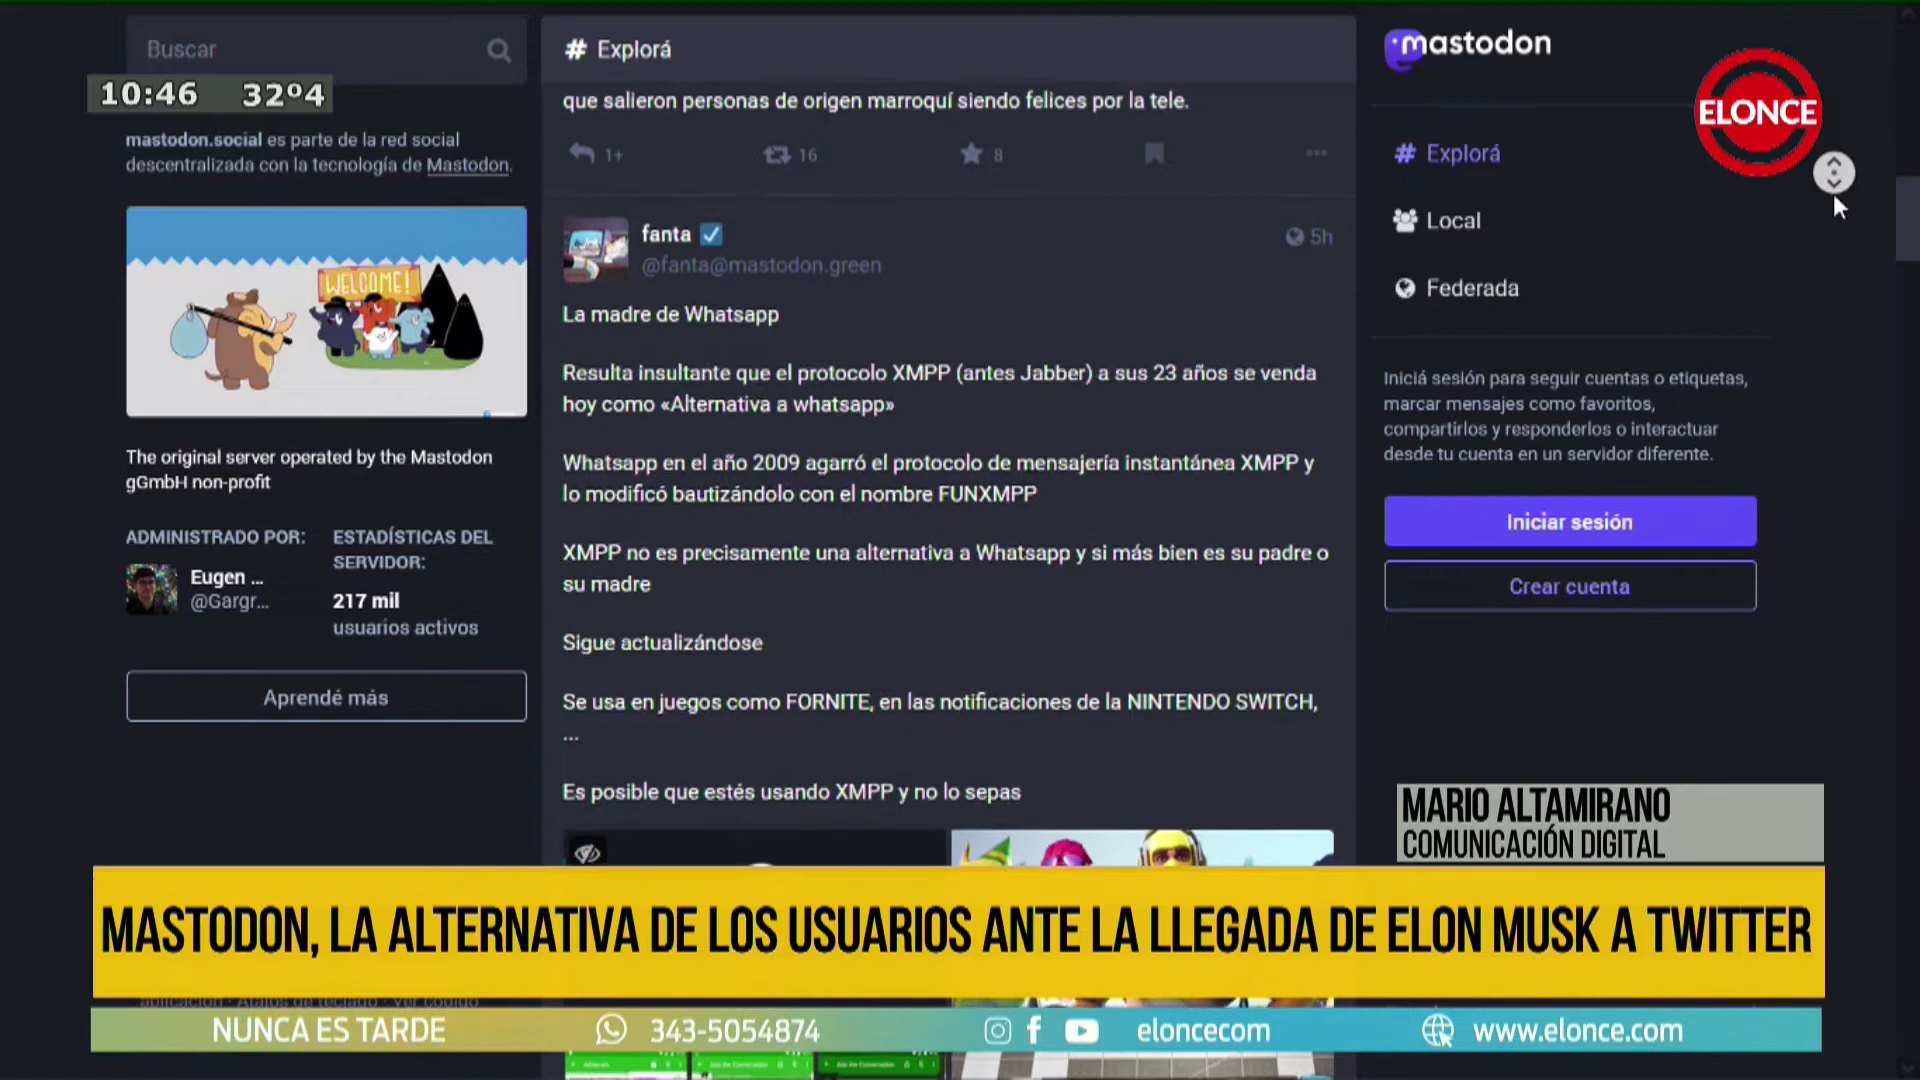 Buscar
10:46 32º4
mastodon.social es parte de la red social
descentralizada con la tecnología de Mastodon.
WELCOME!
The original server operated by the Mastodon
gGmbH non-profit
ADMINISTRADO POR:
Eugen ...
@Gargr...
ESTADÍSTICAS DEL
SERVIDOR:
217 mil
usuarios activos
Aprendé más
# Explorá
que salieron personas de origen marroquí siendo felices por la tele.
1+ 16 8 ...
fanta
@fanta@mastodon.green
5h
La madre de Whatsapp
Resulta insultante que el protocolo XMPP (antes Jabber) a sus 23 años se venda
hoy como «Alternativa a whatsapp»
Whatsapp en el año 2009 agarró el protocolo de mensajería instantánea XMPP y
lo modificó bautizándolo con el nombre FUNXMPP
XMPP no es precisamente una alternativa a Whatsapp y si más bien es su padre o
su madre
Sigue actualizándose
Se usa en juegos como FORNITE, en las notificaciones de la NINTENDO SWITCH,
...
Es posible que estés usando XMPP y no lo sepas
mastodon
ELONCE
# Explorá
Local
Federada
Iniciá sesión para seguir cuentas o etiquetas,
marcar mensajes como favoritos,
compartirlos y responderlos o interactuar
desde tu cuenta en un servidor diferente.
Iniciar sesión
Crear cuenta
MARIO ALTAMIRANO
COMUNICACIÓN DIGITAL
MASTODON, LA ALTERNATIVA DE LOS USUARIOS ANTE LA LLEGADA DE ELON MUSK A TWITTER
aplicación · Atajos de teclado · Ver código
NUNCA ES TARDE 343-5054874 eloncecom www.elonce.com